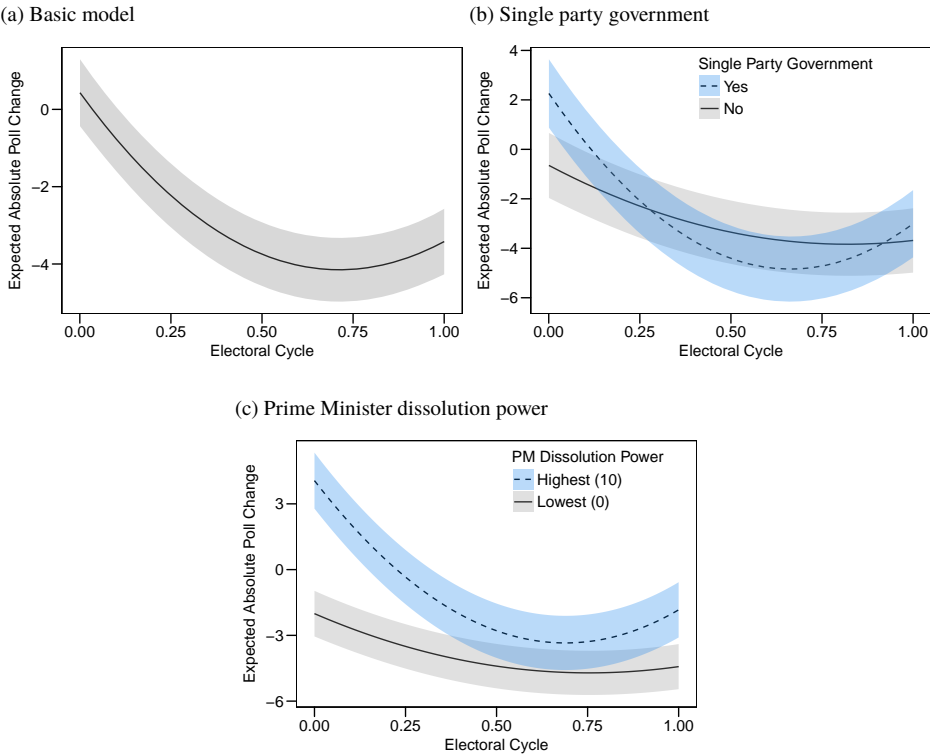 (a) Basic model
Expected Absolute Poll Change
0
−2
−4
0.00 0.25 0.50 0.75 1.00
Electoral Cycle
(b) Single party government
Expected Absolute Poll Change
4
2
0
−2
−4
−6
Single Party Government
Yes
No
0.00 0.25 0.50 0.75 1.00
Electoral Cycle
(c) Prime Minister dissolution power
Expected Absolute Poll Change
3
0
−3
−6
PM Dissolution Power
Highest (10)
Lowest (0)
0.00 0.25 0.50 0.75 1.00
Electoral Cycle